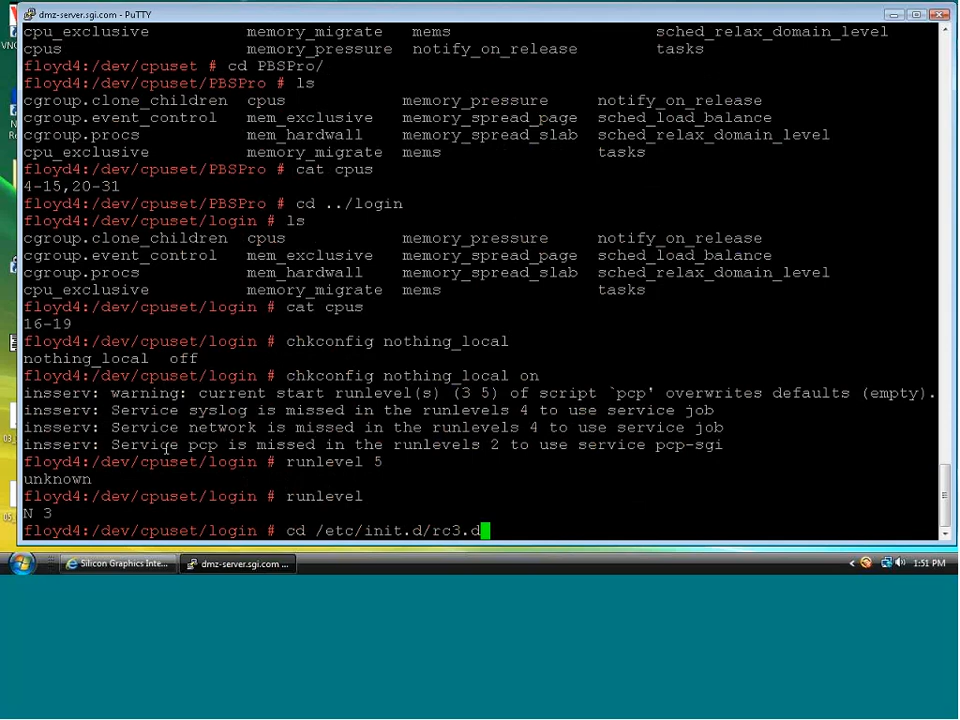 dmz-server.sgi.com - PuTTY
cpu_exclusive memory_migrate mems sched_relax_domain_level
cpus memory_pressure notify_on_release tasks
floyd4:/dev/cpuset # cd PBSPro/
floyd4:/dev/cpuset/PBSPro # ls
cgroup.clone_children cpus memory_pressure notify_on_release
cgroup.event_control mem_exclusive memory_spread_page sched_load_balance
cgroup.procs mem_hardwall memory_spread_slab sched_relax_domain_level
cpu_exclusive memory_migrate mems tasks
floyd4:/dev/cpuset/PBSPro # cat cpus
4-15,20-31
floyd4:/dev/cpuset/PBSPro # cd ../login
floyd4:/dev/cpuset/login # ls
cgroup.clone_children cpus memory_pressure notify_on_release
cgroup.event_control mem_exclusive memory_spread_page sched_load_balance
cgroup.procs mem_hardwall memory_spread_slab sched_relax_domain_level
cpu_exclusive memory_migrate mems tasks
floyd4:/dev/cpuset/login # cat cpus
16-19
floyd4:/dev/cpuset/login # chkconfig nothing_local
nothing_local off
floyd4:/dev/cpuset/login # chkconfig nothing_local on
insserv: warning: current start runlevel(s) (3 5) of script `pcp' overwrites defaults (empty).
insserv: Service syslog is missed in the runlevels 4 to use service job
insserv: Service network is missed in the runlevels 4 to use service job
insserv: Service pcp is missed in the runlevels 2 to use service pcp-sgi
floyd4:/dev/cpuset/login # runlevel 5
unknown
floyd4:/dev/cpuset/login # runlevel
N 3
floyd4:/dev/cpuset/login # cd /etc/init.d/rc3.d
Silicon Graphics Inte... dmz-server.sgi.com ... 1:51 PM